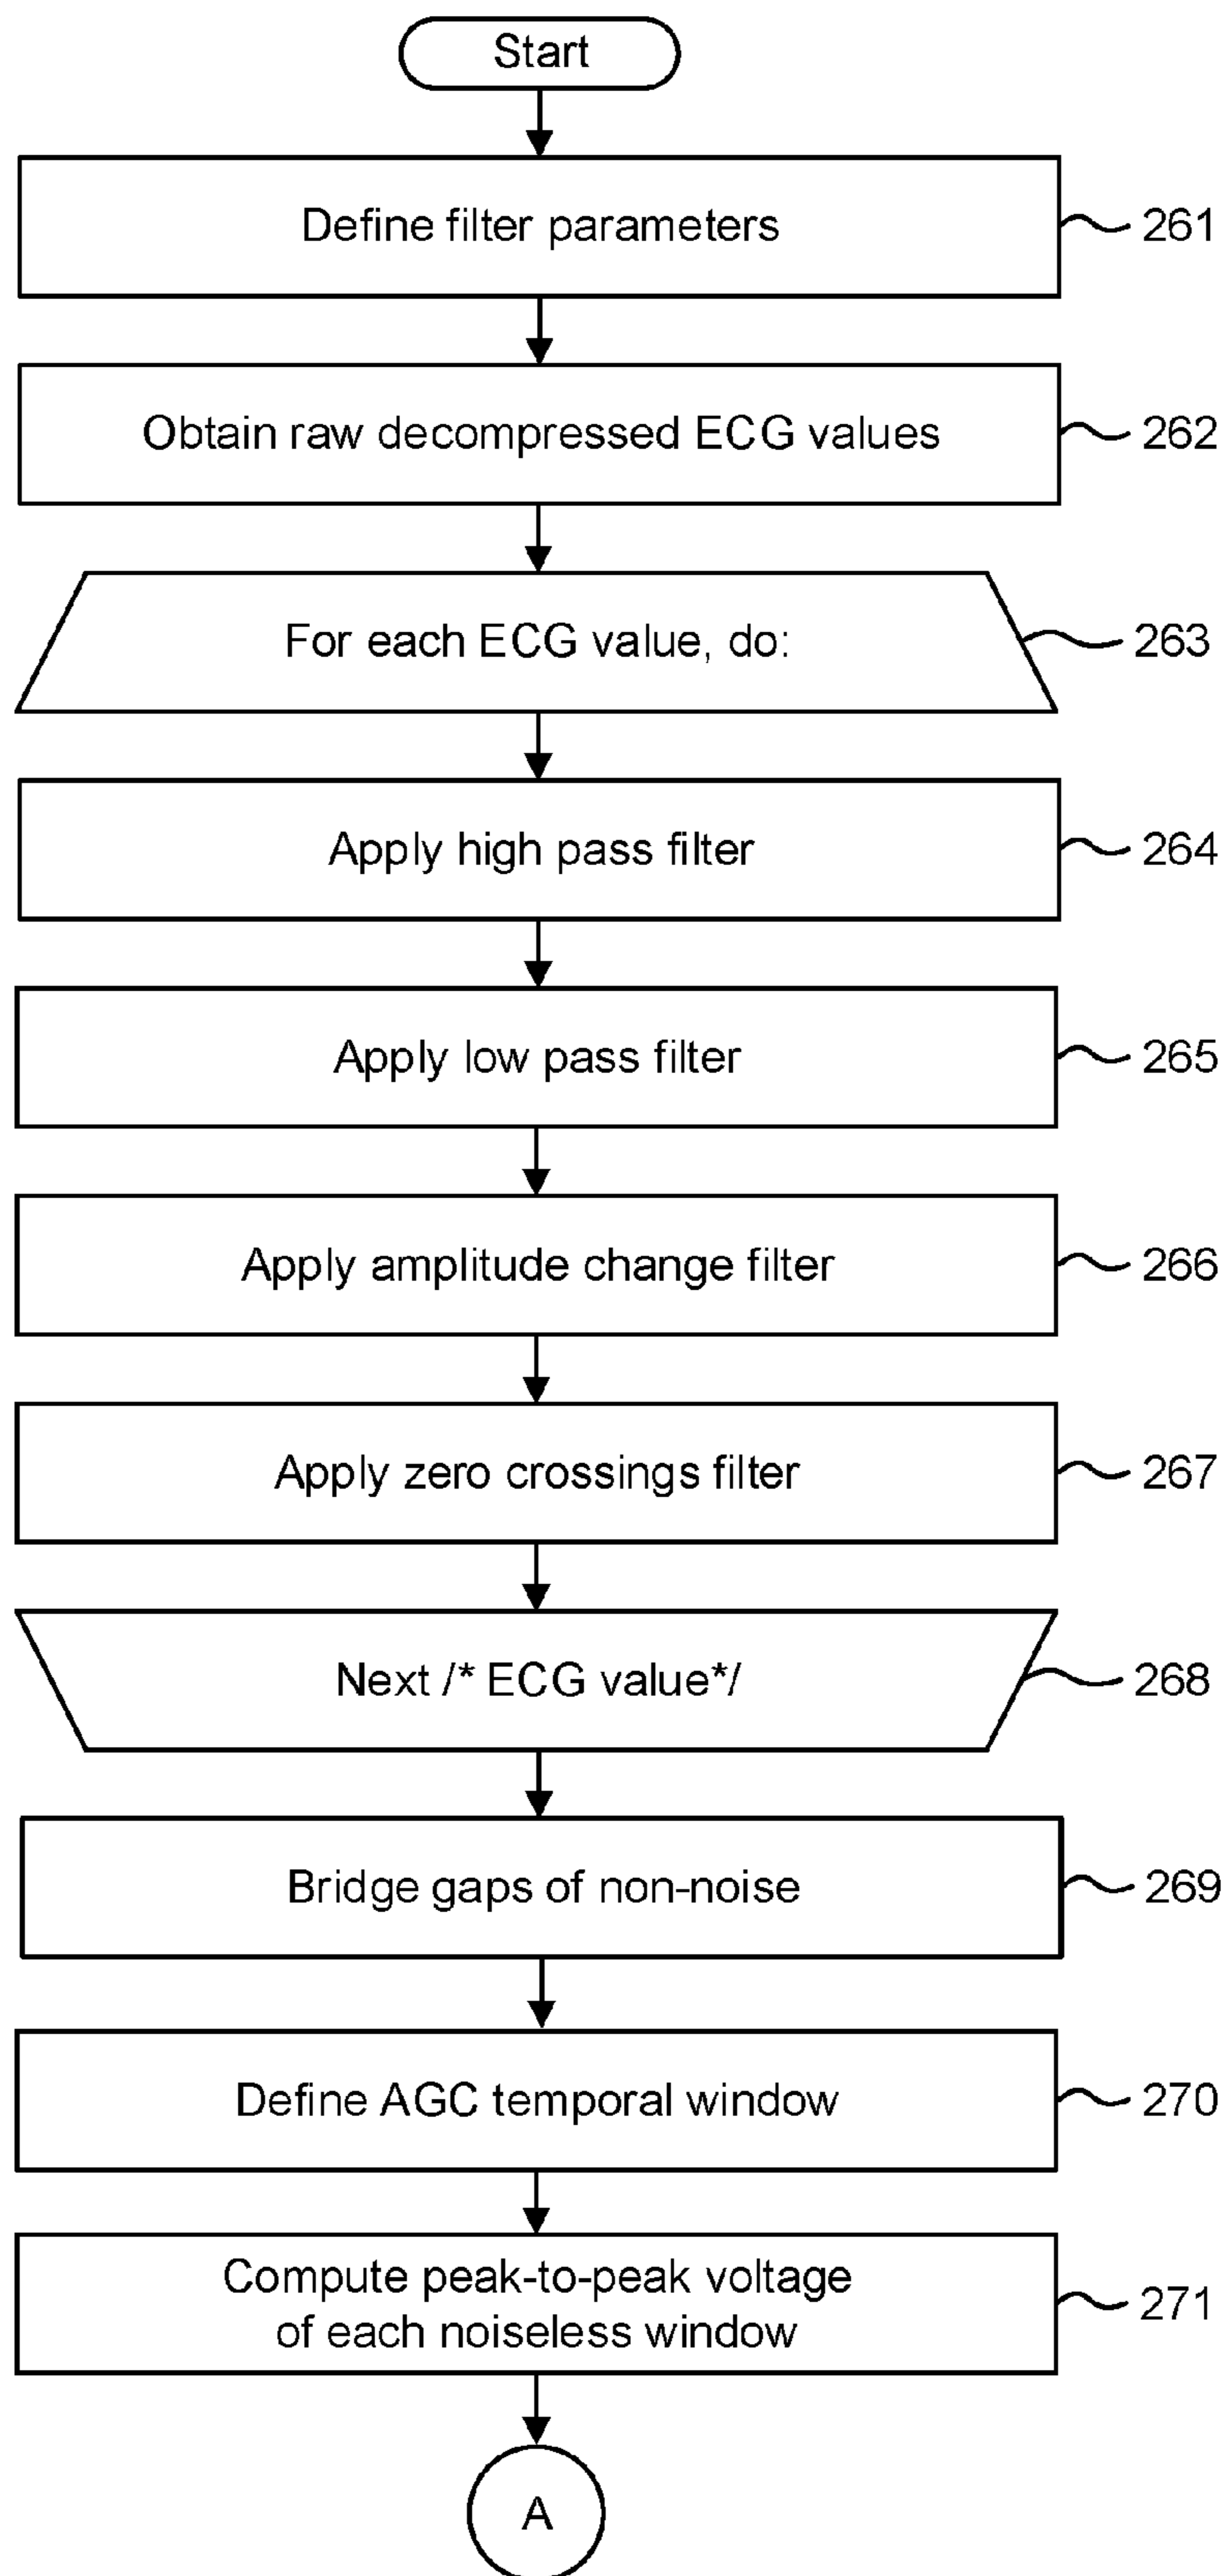 Start
Define filter parameters
261
Obtain raw decompressed ECG values
262
For each ECG value, do:
263
Apply high pass filter
264
Apply low pass filter
265
Apply amplitude change filter
266
Apply zero crossings filter
267
Next /* ECG value*/
268
Bridge gaps of non-noise
269
Define AGC temporal window
270
Compute peak-to-peak voltage
of each noiseless window
271
A